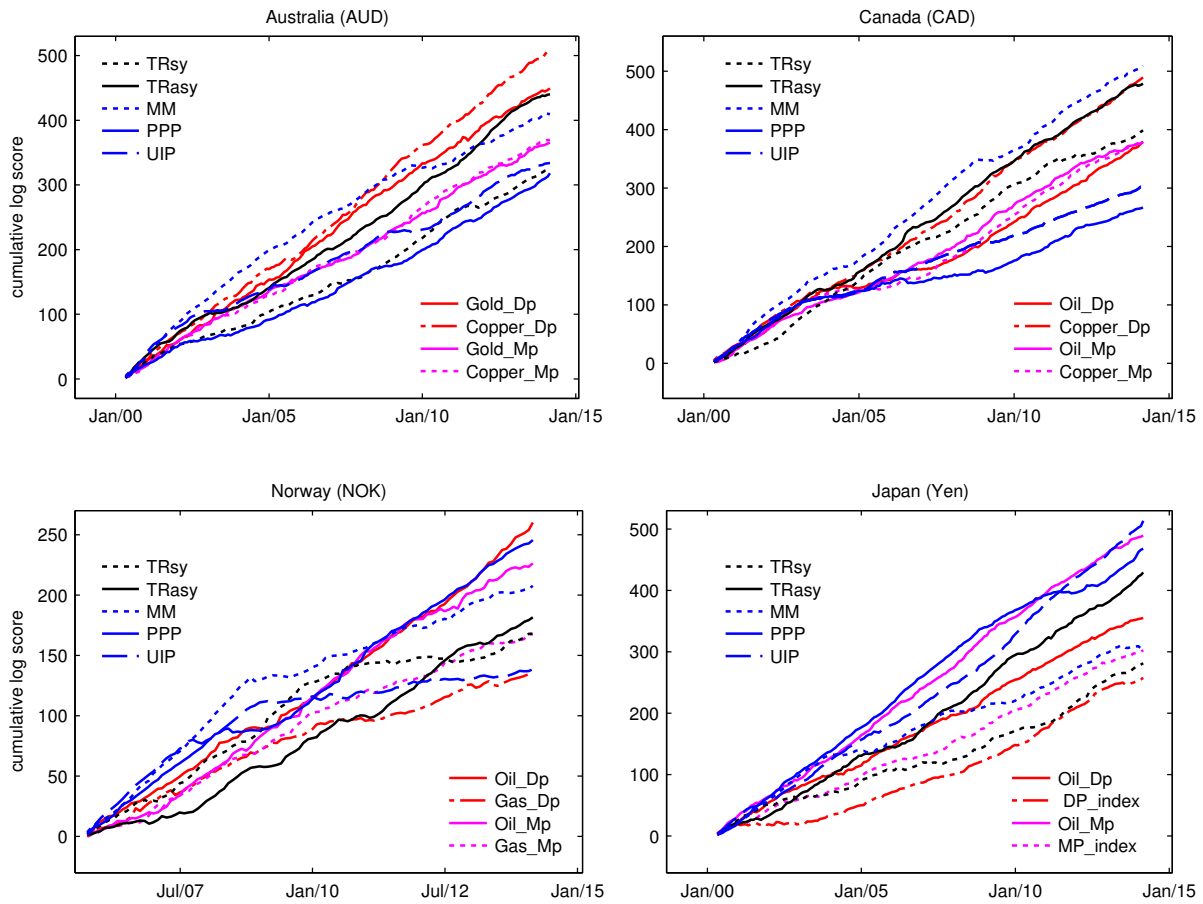 Australia (AUD)
cumulative log score
500
400
300
200
100
0
TRsy
TRasy
MM
PPP
UIP
Gold_Dp
Copper_Dp
Gold_Mp
Copper_Mp
Jan/00
Jan/05
Jan/10
Jan/15
Canada (CAD)
500
400
300
200
100
0
TRsy
TRasy
MM
PPP
UIP
Oil_Dp
Copper_Dp
Oil_Mp
Copper_Mp
Jan/00
Jan/05
Jan/10
Jan/15
Norway (NOK)
cumulative log score
250
200
150
100
50
0
TRsy
TRasy
MM
PPP
UIP
Oil_Dp
Gas_Dp
Oil_Mp
Gas_Mp
Jul/07
Jan/10
Jul/12
Jan/15
Japan (Yen)
500
400
300
200
100
0
TRsy
TRasy
MM
PPP
UIP
Oil_Dp
DP_index
Oil_Mp
MP_index
Jan/00
Jan/05
Jan/10
Jan/15